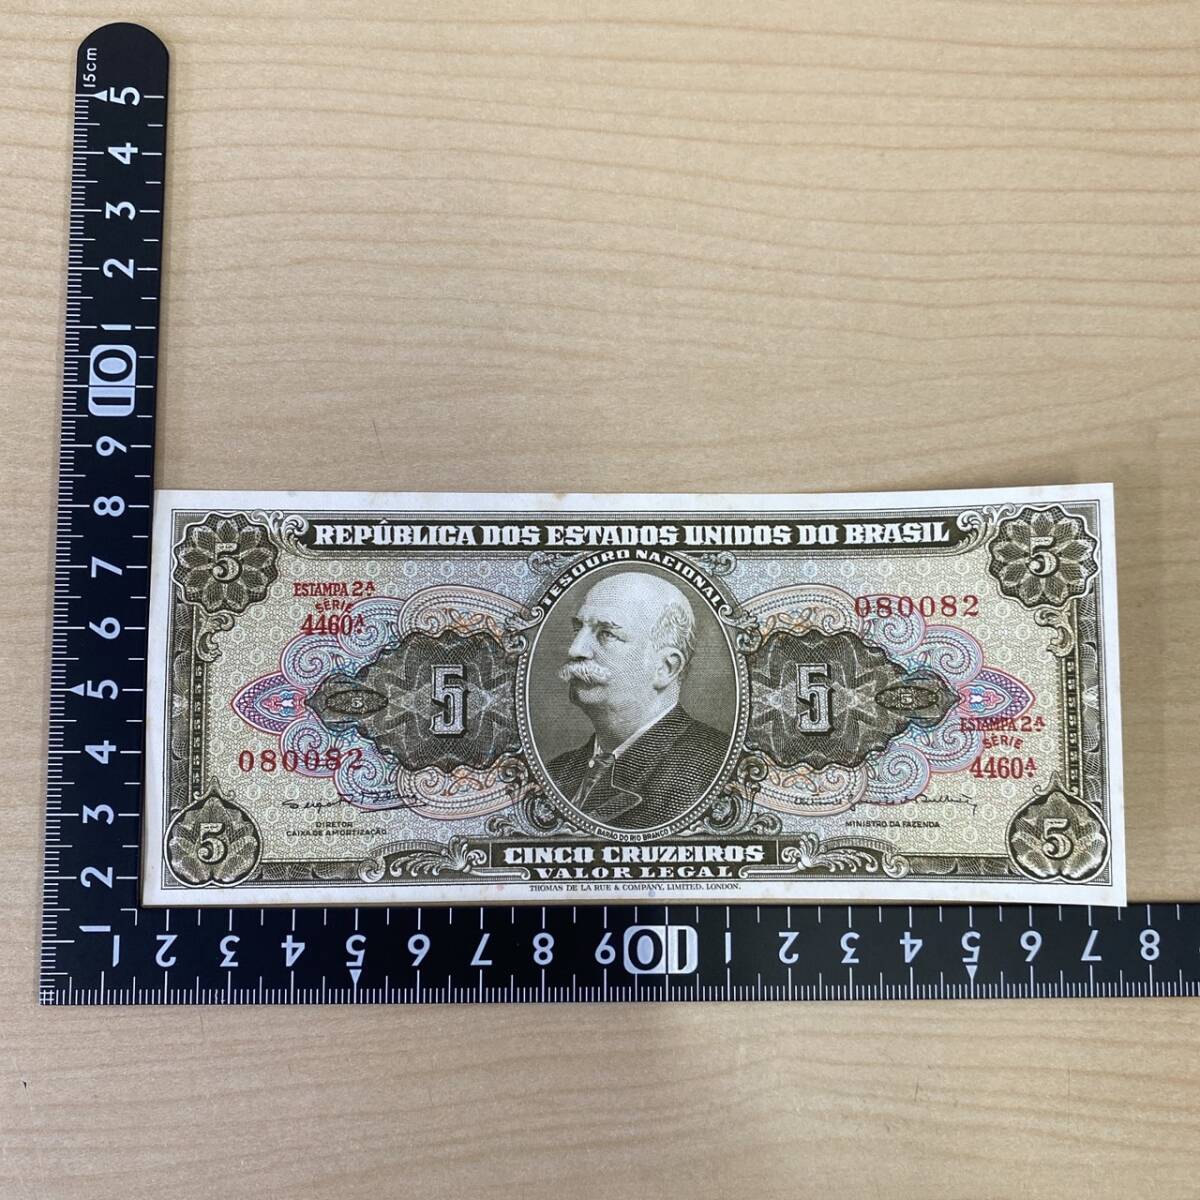 15cm
5
4
3
2
1
10
9
8
7
6
5
4
3
2
1
REPÚBLICA DOS ESTADOS UNIDOS DO BRASIL
TESOURO NACIONAL
5 5
ESTAMPA 2ª
SÉRIE
4460ª
080082
5 5
5 5
ESTAMPA 2ª
SÉRIE
4460ª
080082
DIRETOR
CAIXA DE AMORTIZAÇÃO
MINISTRO DA FAZENDA
BARÃO DO RIO BRANCO
5 5
CINCO CRUZEIROS
VALOR LEGAL
THOMAS DE LA RUE & COMPANY, LIMITED, LONDON.
1 2 3 4 5 6 7 8 9 10 1 2 3 4 5 6 7 8